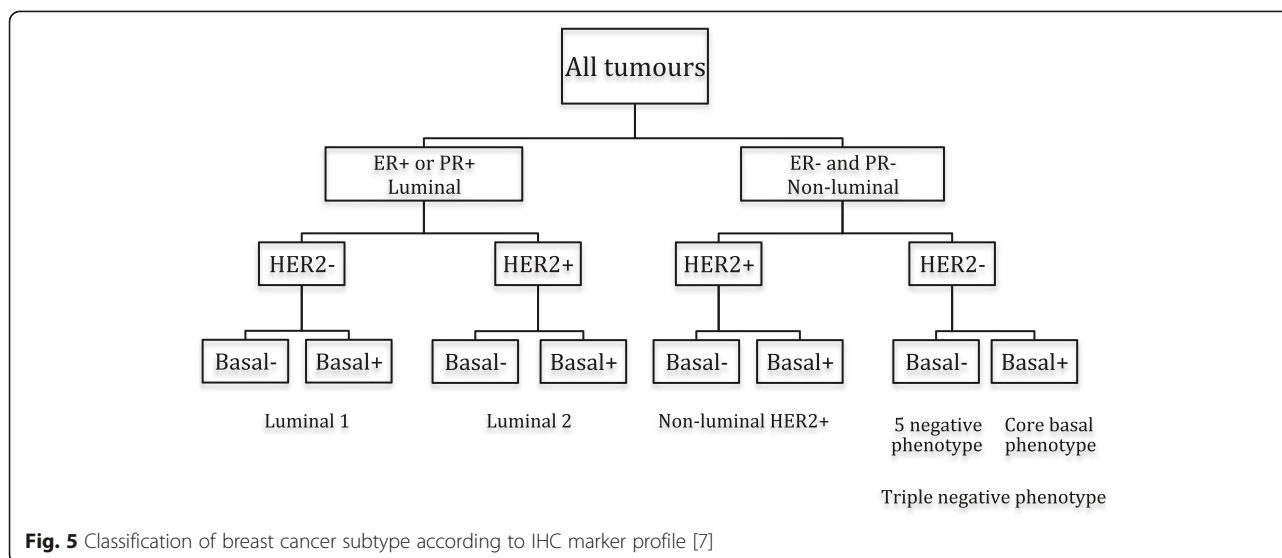 All tumours
ER+ or PR+
Luminal
ER- and PR-
Non-luminal
HER2-
HER2+
HER2+
HER2-
Basal-
Basal+
Basal-
Basal+
Basal-
Basal+
Basal-
Basal+
Luminal 1
Luminal 2
Non-luminal HER2+
5 negative
phenotype
Core basal
phenotype
Triple negative phenotype
Fig. 5 Classification of breast cancer subtype according to IHC marker profile [7]